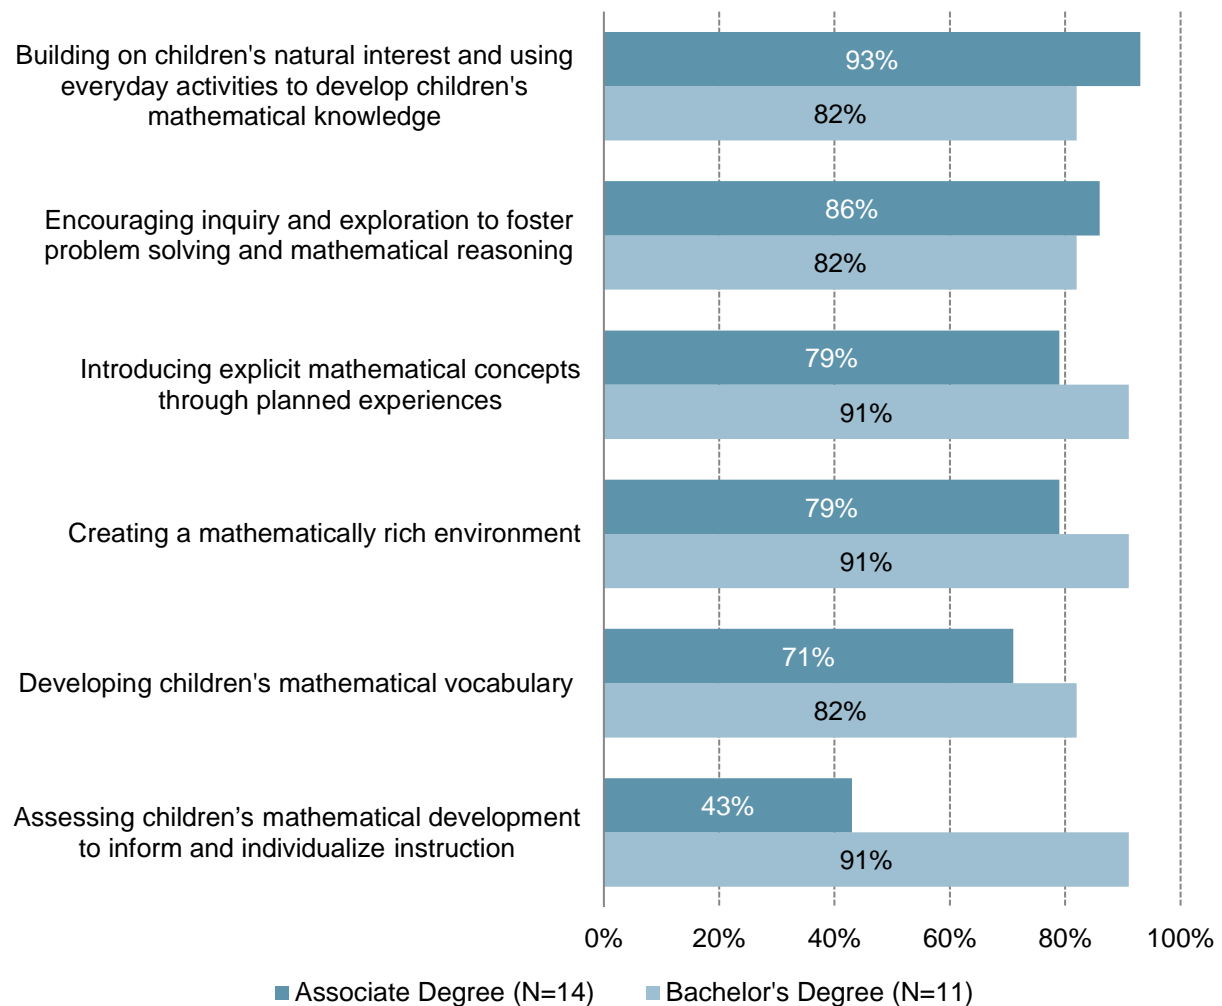 Building on children's natural interest and using
everyday activities to develop children's
mathematical knowledge
93%
82%
Encouraging inquiry and exploration to foster
problem solving and mathematical reasoning
86%
82%
Introducing explicit mathematical concepts
through planned experiences
79%
91%
Creating a mathematically rich environment
79%
91%
Developing children's mathematical vocabulary
71%
82%
Assessing children’s mathematical development
to inform and individualize instruction
43%
91%
0% 20% 40% 60% 80% 100%
Associate Degree (N=14) Bachelor's Degree (N=11)